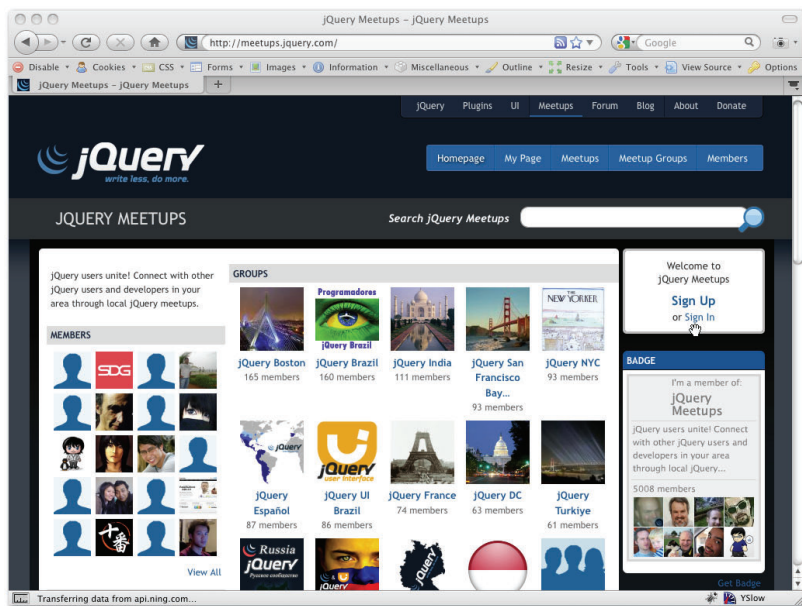 jQuery Meetups – jQuery Meetups
http://meetups.jquery.com/
Google
Disable Cookies CSS Forms Images Information Miscellaneous Outline Resize Tools View Source Options
jQuery Meetups – jQuery Meetups
jQuery Plugins UI Meetups Forum Blog About Donate
jQuery
write less, do more.
Homepage My Page Meetups Meetup Groups Members
JQUERY MEETUPS
Search jQuery Meetups
jQuery users unite! Connect with other
jQuery users and developers in your
area through local jQuery meetups.
MEMBERS
SDG
十番
View All
GROUPS
Programadores
jQuery Brazil
THE
NEW YORKER
jQuery Boston
165 members
jQuery Brazil
160 members
jQuery India
111 members
jQuery San
Francisco
Bay...
93 members
jQuery NYC
93 members
jQuery
jQuery
user interface
jQuery
Español
87 members
jQuery UI
Brazil
86 members
jQuery France
74 members
jQuery DC
63 members
jQuery
Turkiye
61 members
Russia
jQuery
Русское сообщество
jQuery
jQuery
Welcome to
jQuery Meetups
Sign Up
or Sign In
BADGE
I'm a member of:
jQuery
Meetups
jQuery users unite! Connect
with other jQuery users and
developers in your area
through local jQuery...
5008 members
Get Badge
Transferring data from api.ning.com...
YSlow